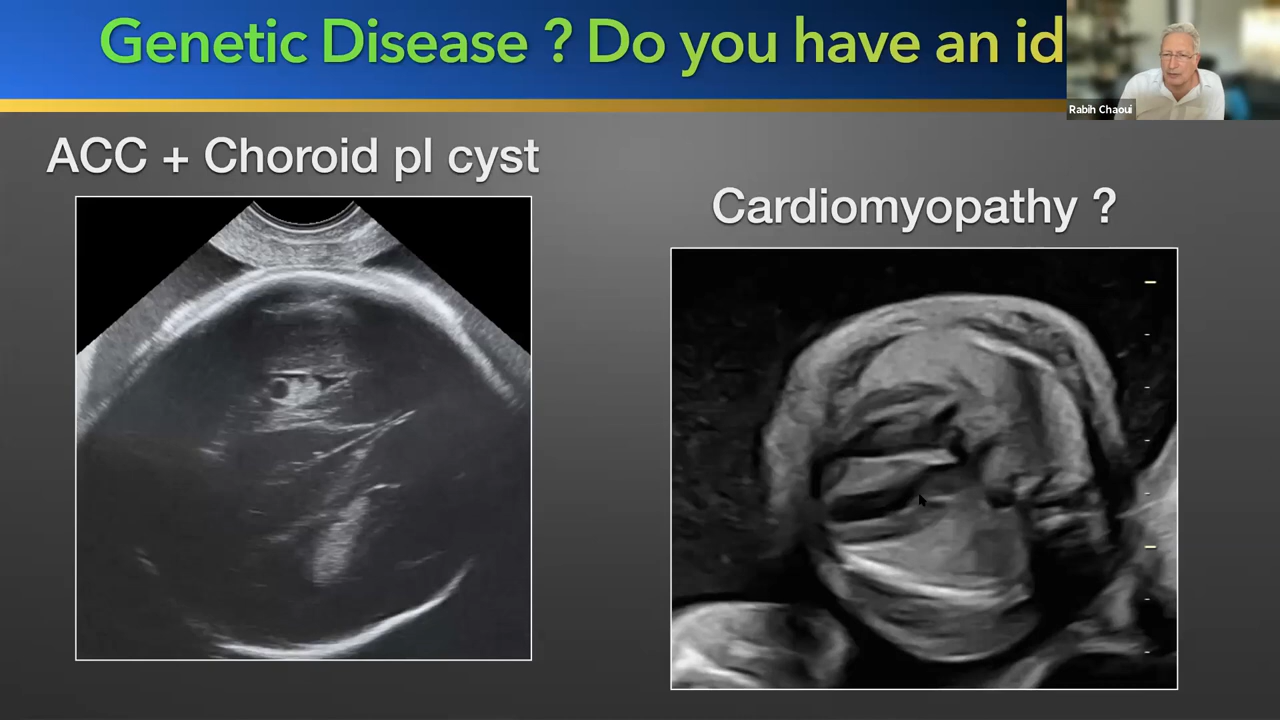 Genetic Disease ? Do you have an id
Rabih Chaoui
ACC + Choroid pl cyst
Cardiomyopathy ?